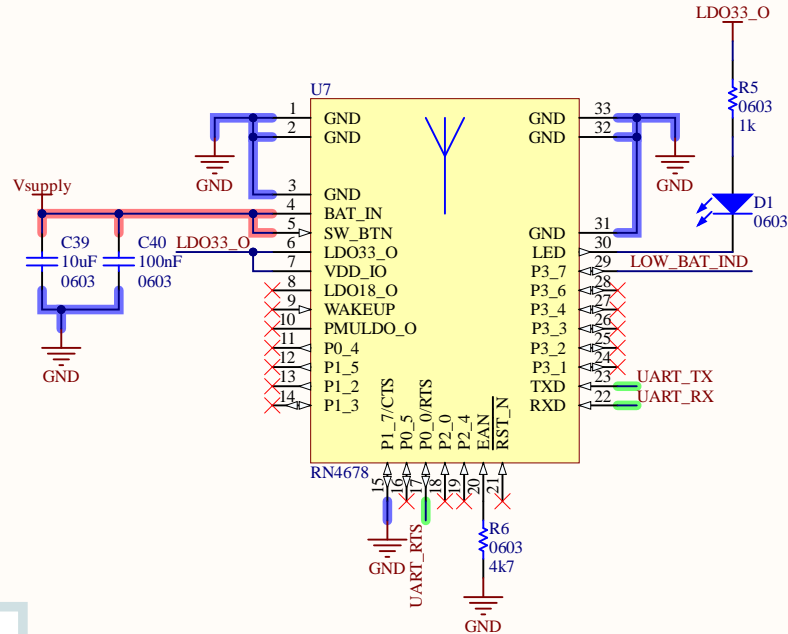 LDO33_O
R5
0603
1k
D1
0603
U7
1 GND
2 GND
3 GND
4 BAT_IN
5 SW_BTN
6 LDO33_O
7 VDD_IO
8 LDO18_O
9 WAKEUP
10 PMULDO_O
11 P0_4
12 P1_5
13 P1_2
14 P1_3
GND 33
GND 32
GND 31
LED 30
P3_7 29
P3_6 28
P3_4 27
P3_3 26
P3_2 25
P3_1 24
TXD 23
RXD 22
P1_7/CTS 15
P0_5 16
P0_0/RTS 17
P2_0 18
P2_4 19
EAN 20
RST_N 21
RN4678
GND
GND
Vsupply
LDO33_O
C39
10uF
0603
C40
100nF
0603
GND
LOW_BAT_IND
UART_TX
UART_RX
UART_RTS
GND
R6
0603
4k7
GND